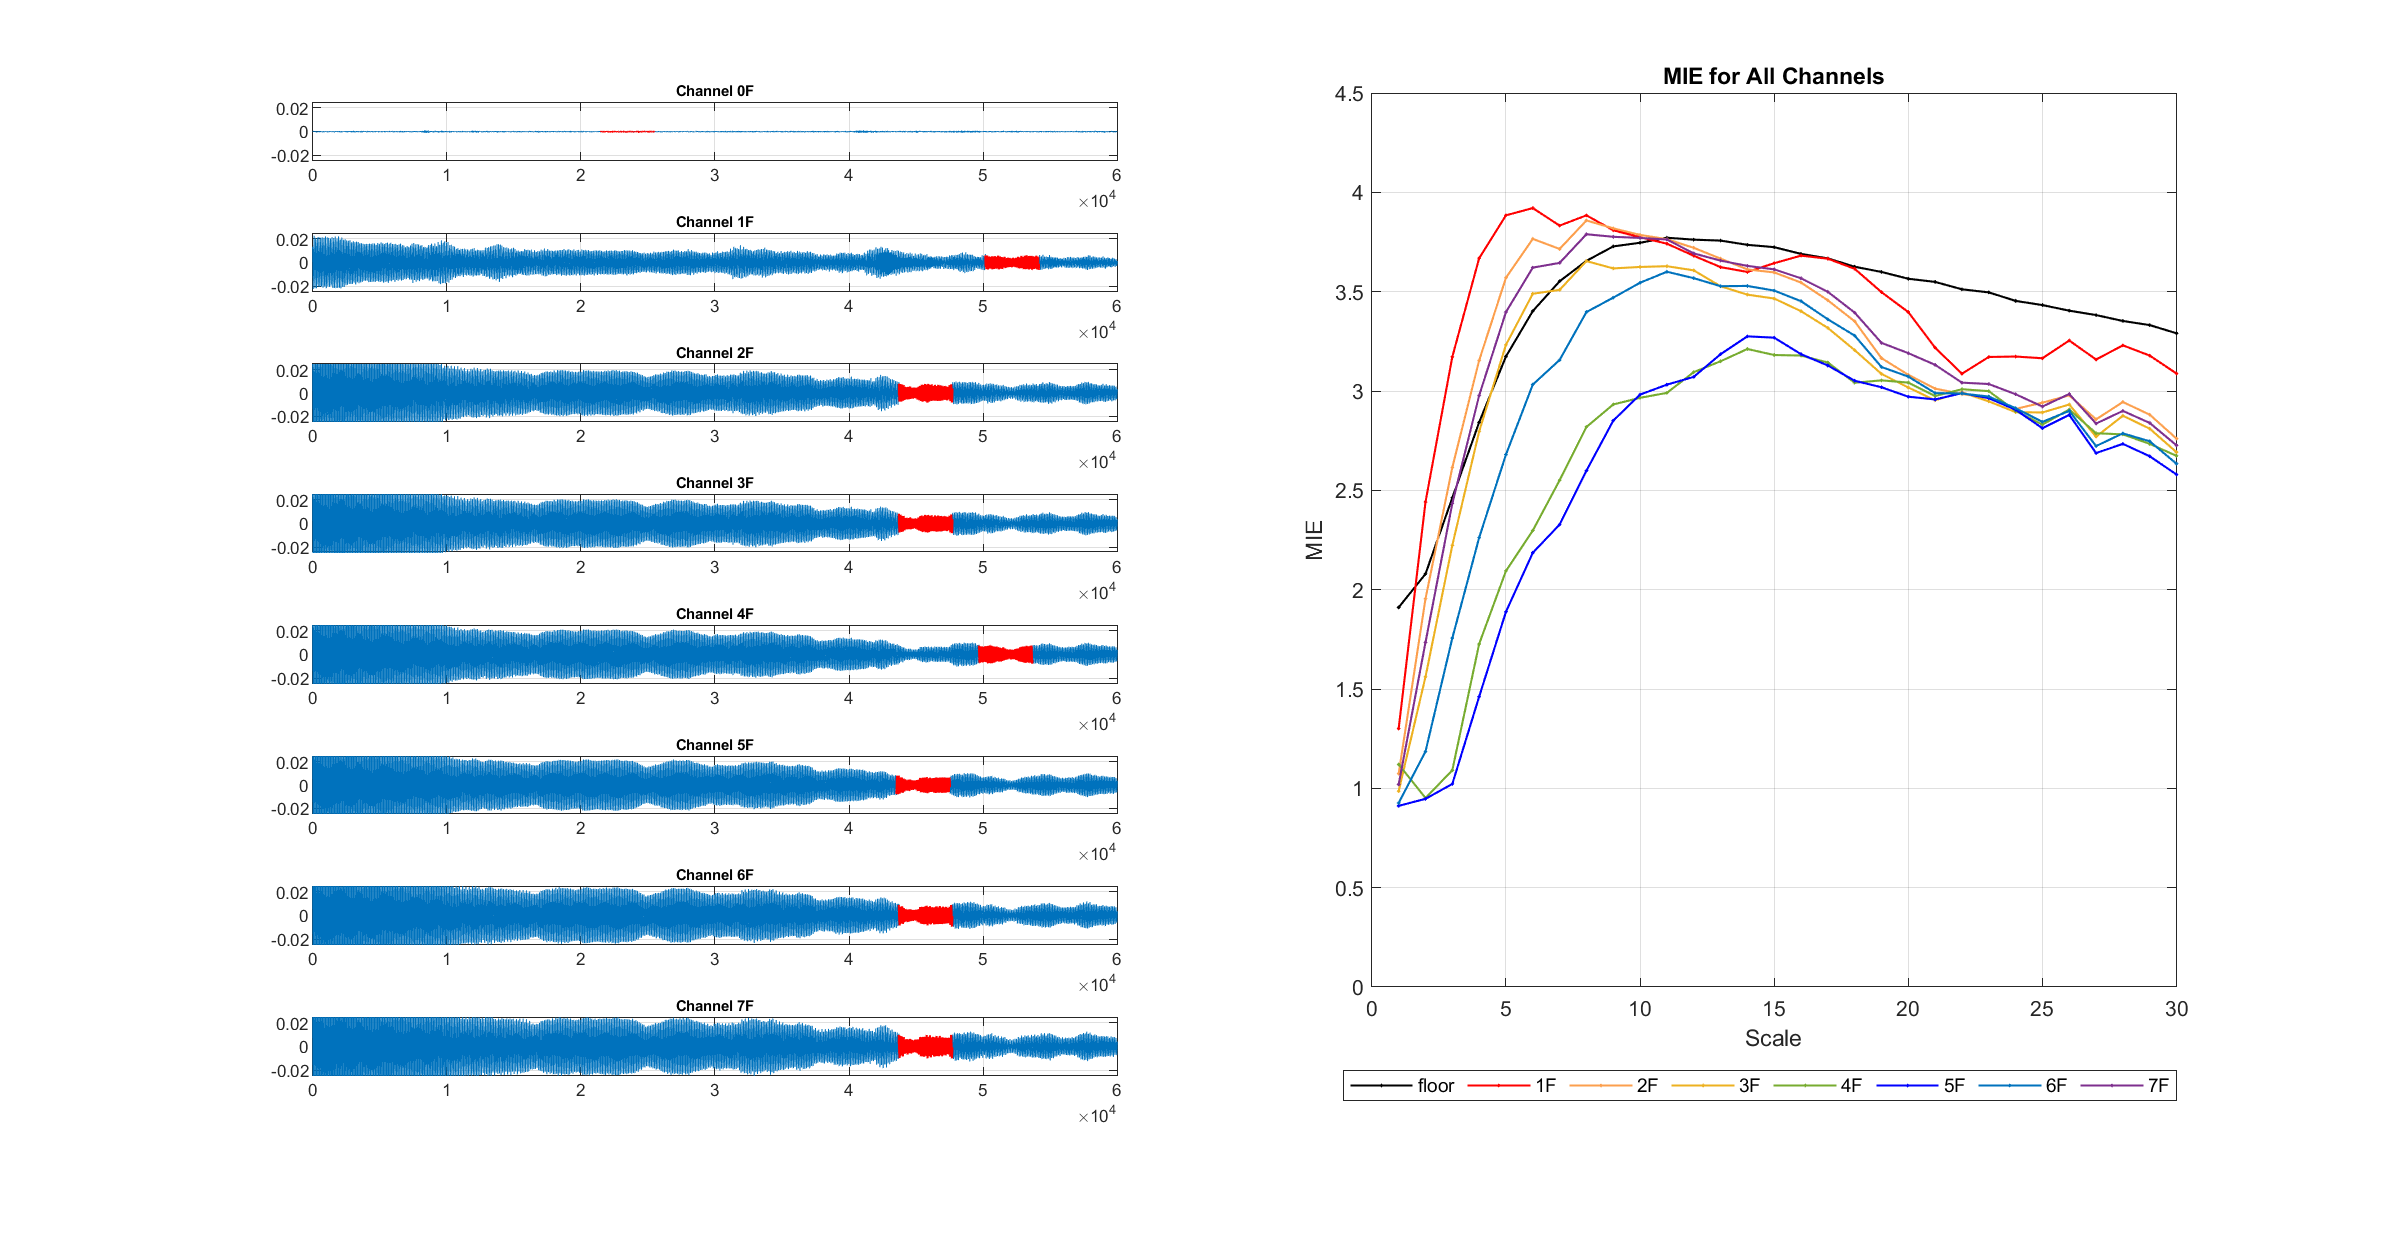 Channel 0F
0.02
0
-0.02
0 1 2 3 4 5 6
×10^4
Channel 1F
0.02
0
-0.02
0 1 2 3 4 5 6
×10^4
Channel 2F
0.02
0
-0.02
0 1 2 3 4 5 6
×10^4
Channel 3F
0.02
0
-0.02
0 1 2 3 4 5 6
×10^4
Channel 4F
0.02
0
-0.02
0 1 2 3 4 5 6
×10^4
Channel 5F
0.02
0
-0.02
0 1 2 3 4 5 6
×10^4
Channel 6F
0.02
0
-0.02
0 1 2 3 4 5 6
×10^4
Channel 7F
0.02
0
-0.02
0 1 2 3 4 5 6
×10^4
MIE for All Channels
4.5
4
3.5
3
2.5
2
1.5
1
0.5
0
MIE
0 5 10 15 20 25 30
Scale
floor 1F 2F 3F 4F 5F 6F 7F